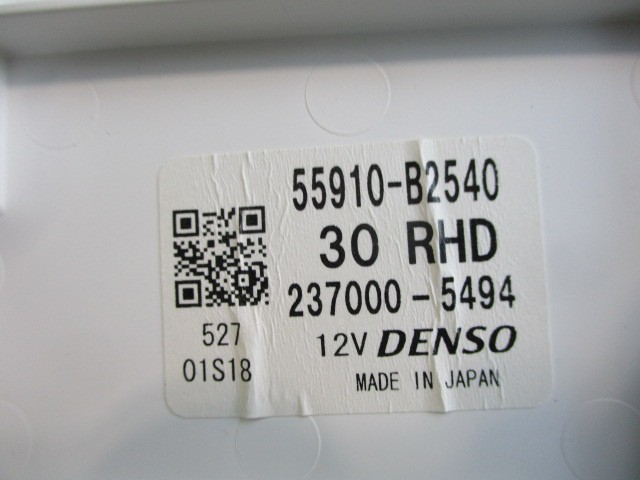 55910-B2540
30 RHD
237000-5494
527
12V DENSO
01S18
MADE IN JAPAN